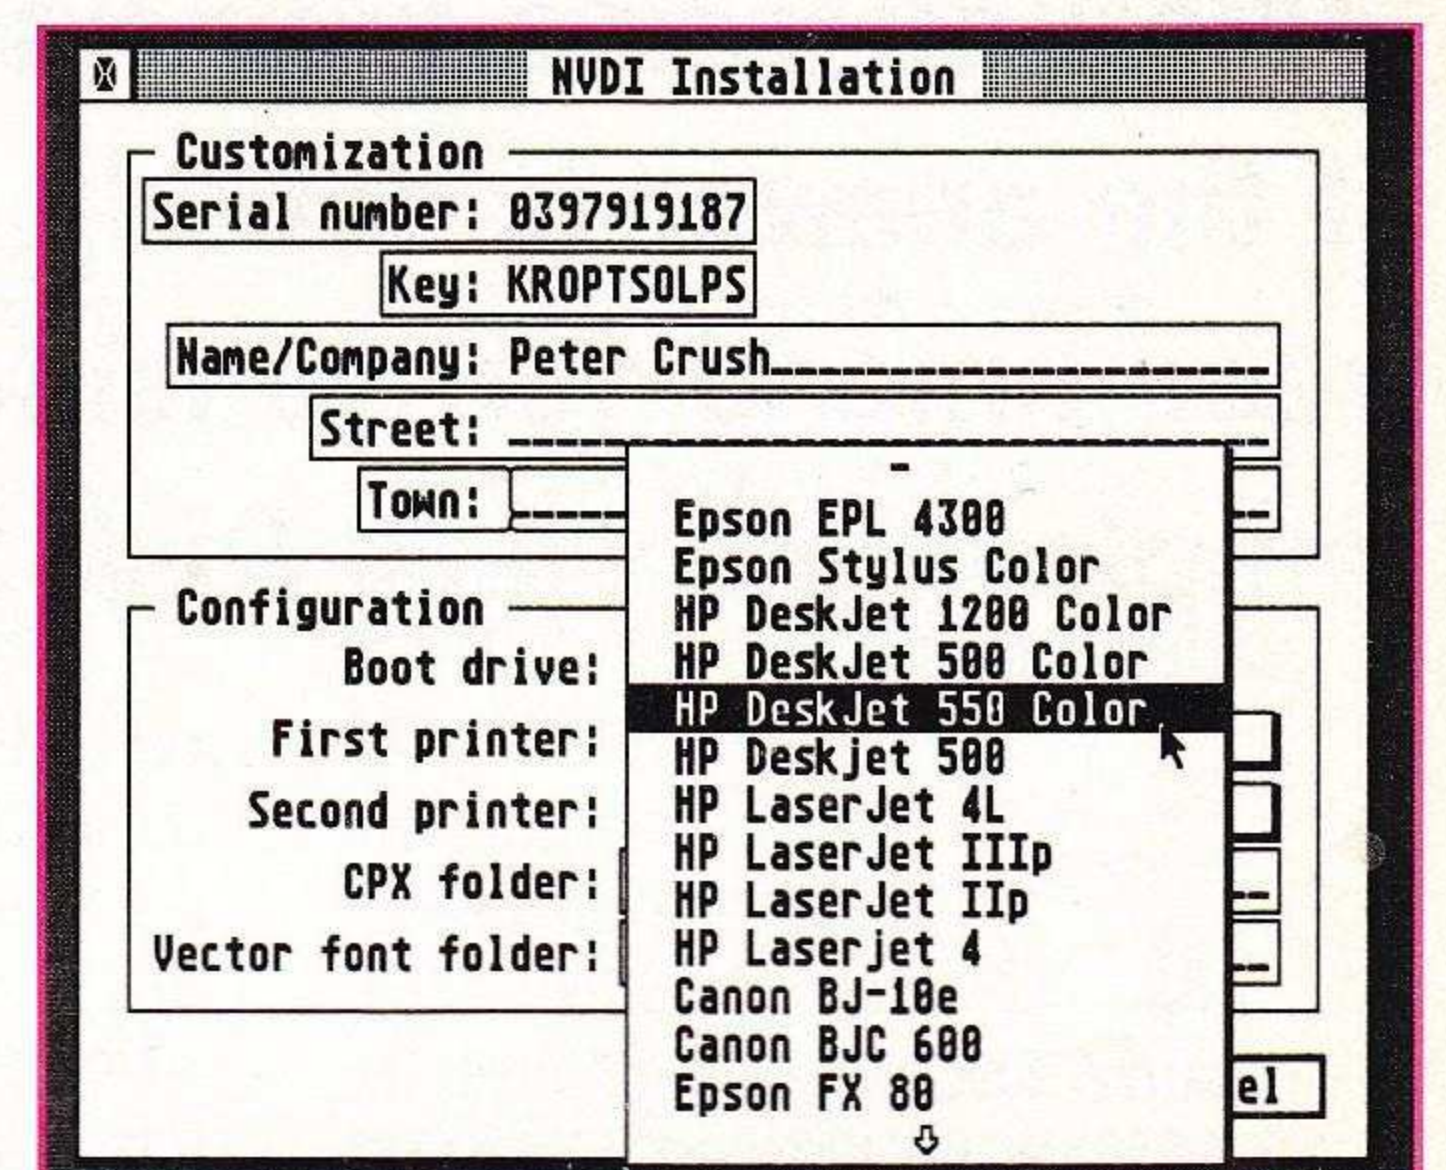 NVDI Installation
Customization
Serial number: 0397919187
Key: KROPTSOLPS
Name/Company: Peter Crush
Street:
Town:
Configuration
Boot drive:
First printer:
Second printer:
CPX folder:
Vector font folder:
-
Epson EPL 4300
Epson Stylus Color
HP DeskJet 1200 Color
HP DeskJet 500 Color
HP DeskJet 550 Color
HP Deskjet 500
HP LaserJet 4L
HP LaserJet IIIp
HP LaserJet IIp
HP Laserjet 4
Canon BJ-10e
Canon BJC 600
Epson FX 80
el